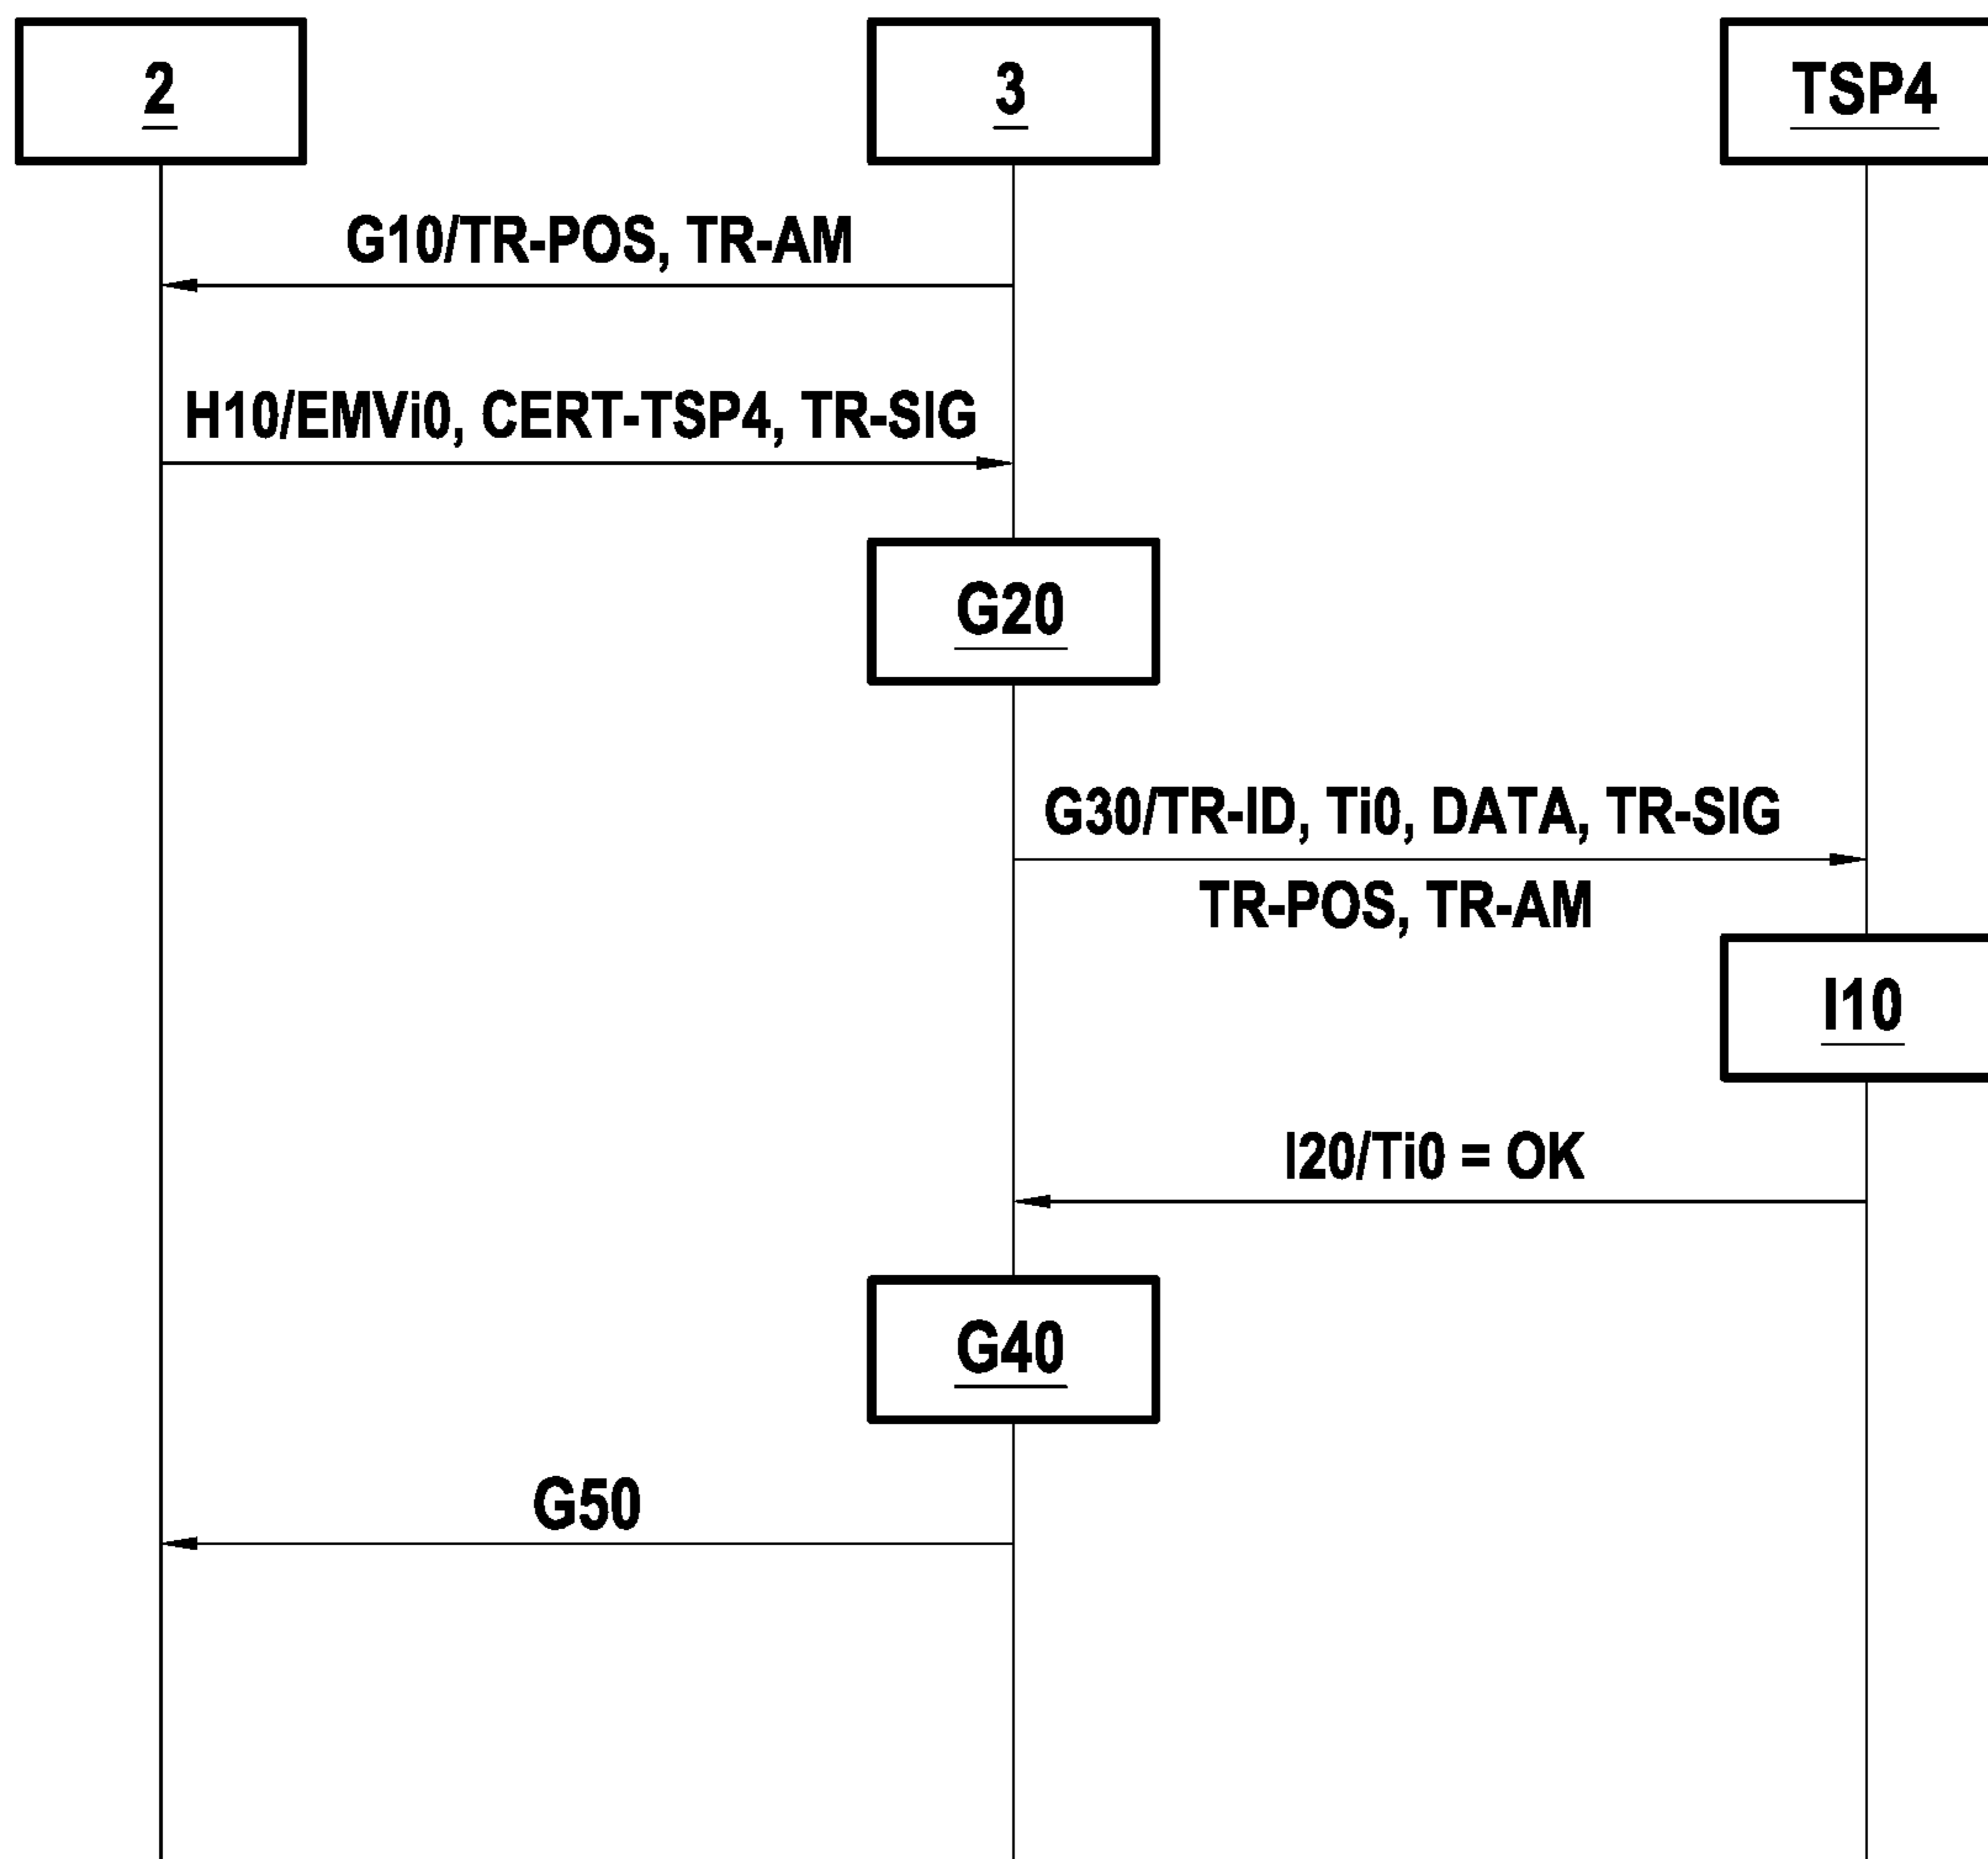 2
3
TSP4
G10/TR-POS, TR-AM
H10/EMVi0, CERT-TSP4, TR-SIG
G20
G30/TR-ID, Ti0, DATA, TR-SIG
TR-POS, TR-AM
I10
I20/Ti0 = OK
G40
G50